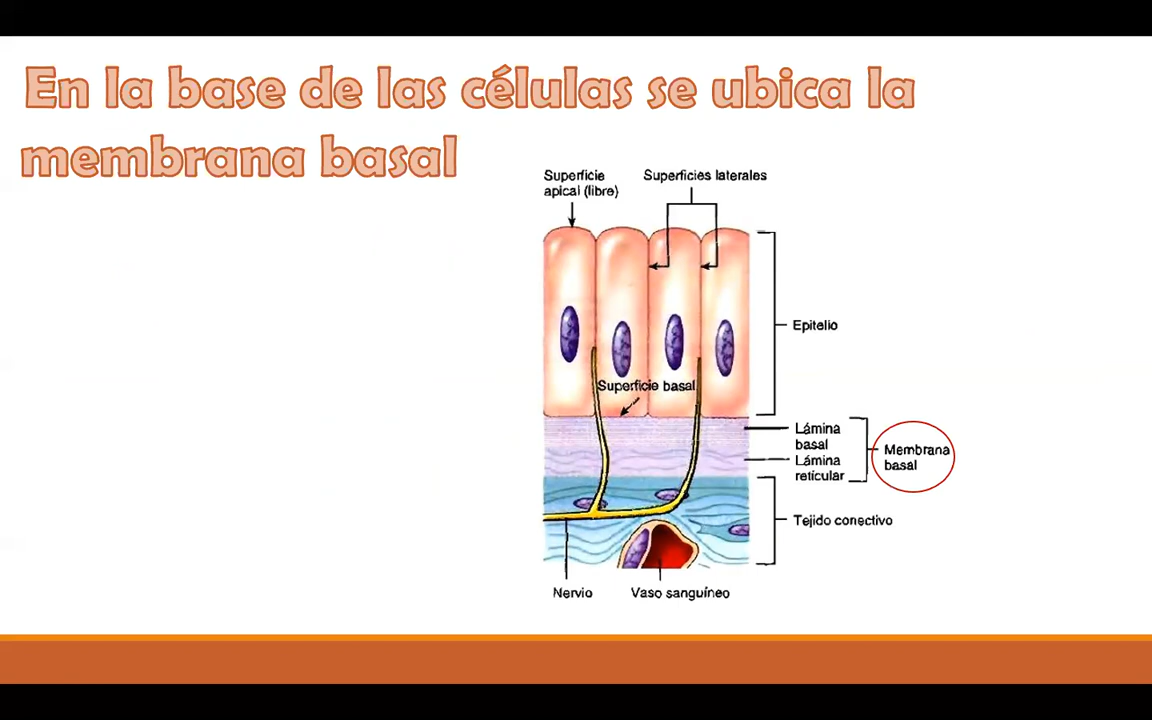 En la base de las células se ubica la
membrana basal
Superficie
apical (libre)
Superficies laterales
Epitelio
Superficie basal
Lámina
basal
Lámina
reticular
Membrana
basal
Tejido conectivo
Nervio
Vaso sanguíneo